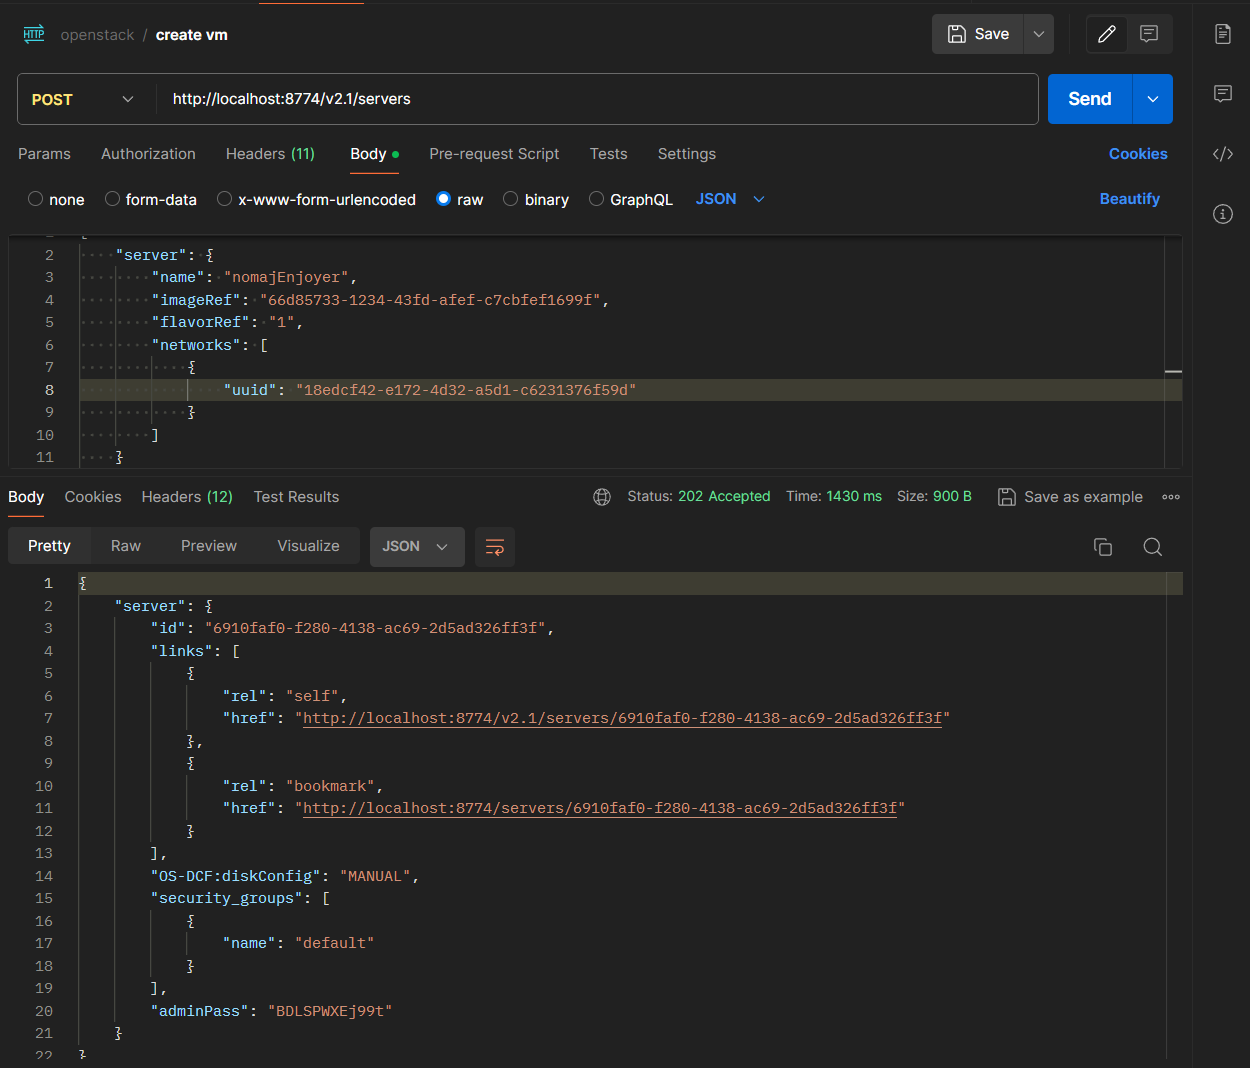 HTTP openstack / create vm Save
POST http://localhost:8774/v2.1/servers Send
Params Authorization Headers (11) Body Pre-request Script Tests Settings Cookies
none form-data x-www-form-urlencoded raw binary GraphQL JSON Beautify
2 "server": {
3 "name": "nomajEnjoyer",
4 "imageRef": "66d85733-1234-43fd-afef-c7cbfef1699f",
5 "flavorRef": "1",
6 "networks": [
7 {
8 "uuid": "18edcf42-e172-4d32-a5d1-c6231376f59d"
9 }
10 ]
11 }
Body Cookies Headers (12) Test Results Status: 202 Accepted Time: 1430 ms Size: 900 B Save as example
Pretty Raw Preview Visualize JSON
1 {
2 "server": {
3 "id": "6910faf0-f280-4138-ac69-2d5ad326ff3f",
4 "links": [
5 {
6 "rel": "self",
7 "href": "http://localhost:8774/v2.1/servers/6910faf0-f280-4138-ac69-2d5ad326ff3f"
8 },
9 {
10 "rel": "bookmark",
11 "href": "http://localhost:8774/servers/6910faf0-f280-4138-ac69-2d5ad326ff3f"
12 }
13 ],
14 "OS-DCF:diskConfig": "MANUAL",
15 "security_groups": [
16 {
17 "name": "default"
18 }
19 ],
20 "adminPass": "BDLSPWXEj99t"
21 }
22 }